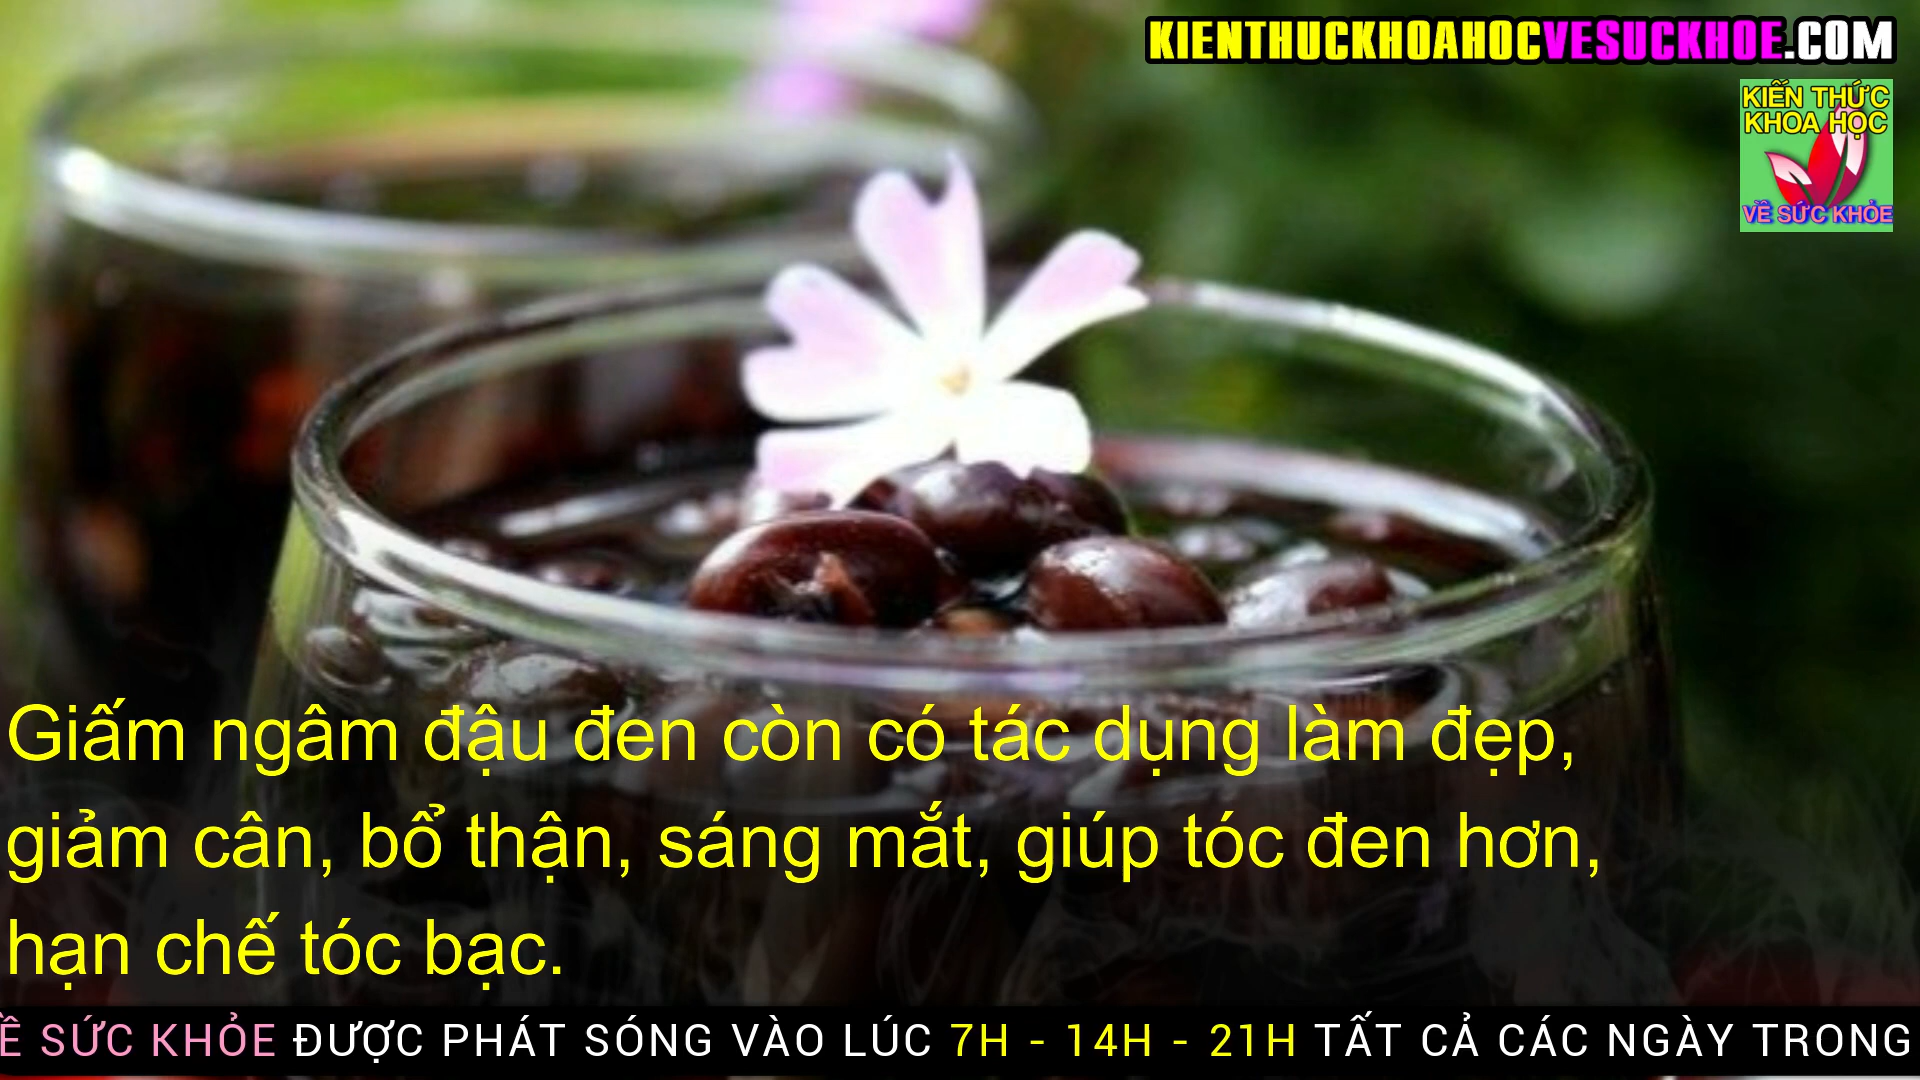 KIENTHUCKHOAHOCVESUCKHOE.COM
KIẾN THỨC
KHOA HỌC
VỀ SỨC KHỎE
Giấm ngâm đậu đen còn có tác dụng làm đẹp,
giảm cân, bổ thận, sáng mắt, giúp tóc đen hơn,
hạn chế tóc bạc.
Ề SỨC KHỎE ĐƯỢC PHÁT SÓNG VÀO LÚC 7H - 14H - 21H TẤT CẢ CÁC NGÀY TRONG